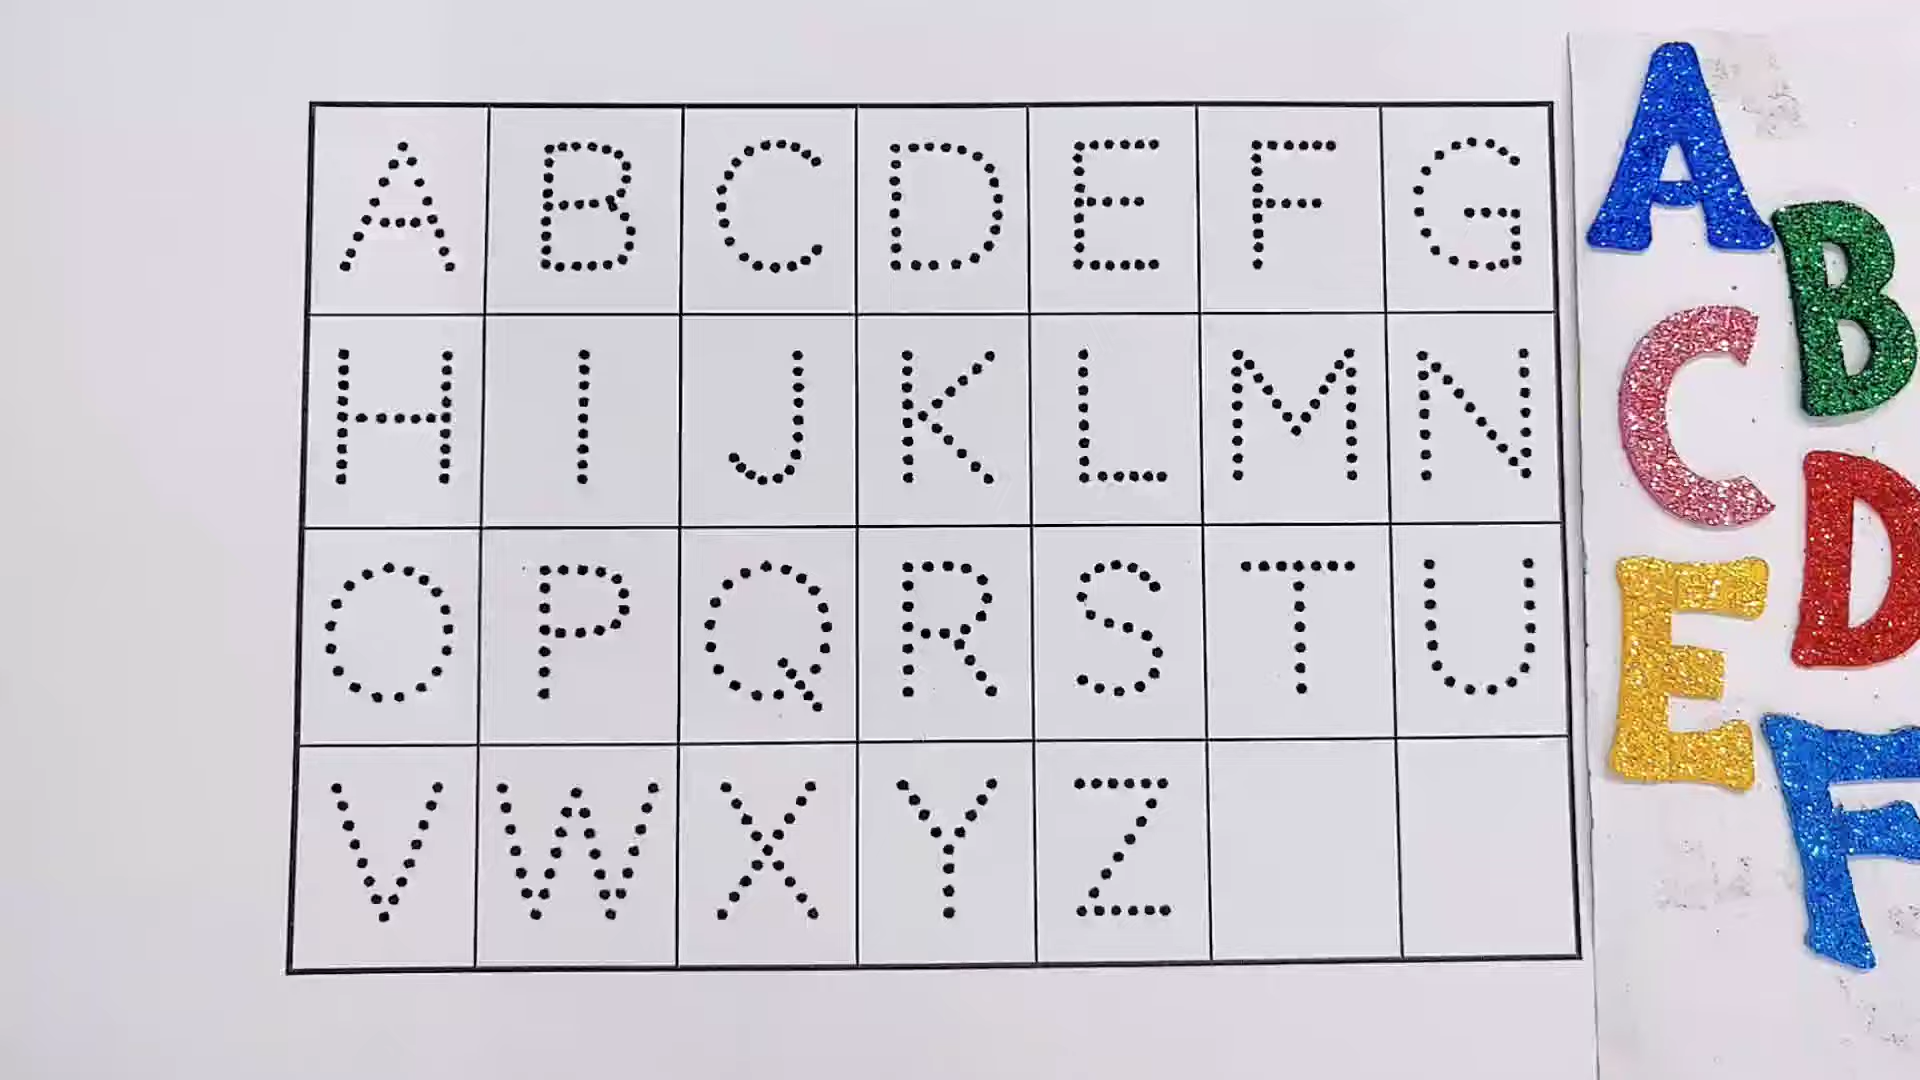 A B C D E F G
H I J K L M N
O P Q R S T U
V W X Y Z
A
B
C
D
E
F